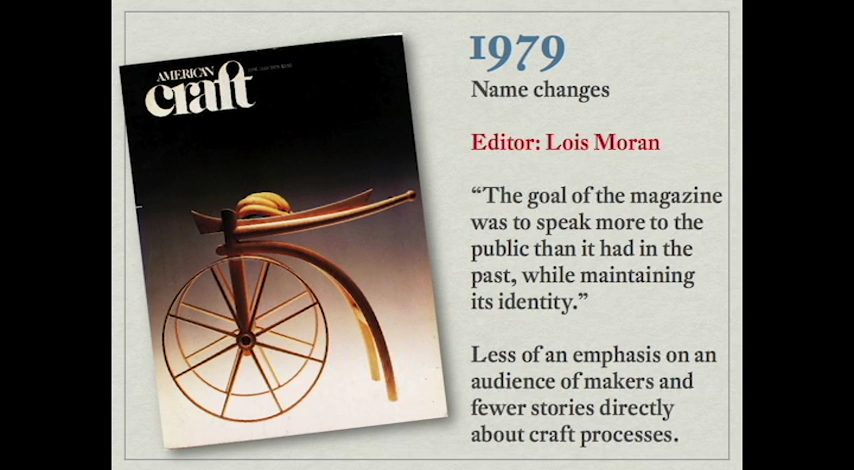 AMERICAN
craft
1979
Name changes
Editor: Lois Moran
“The goal of the magazine
was to speak more to the
public than it had in the
past, while maintaining
its identity.”
Less of an emphasis on an
audience of makers and
fewer stories directly
about craft processes.